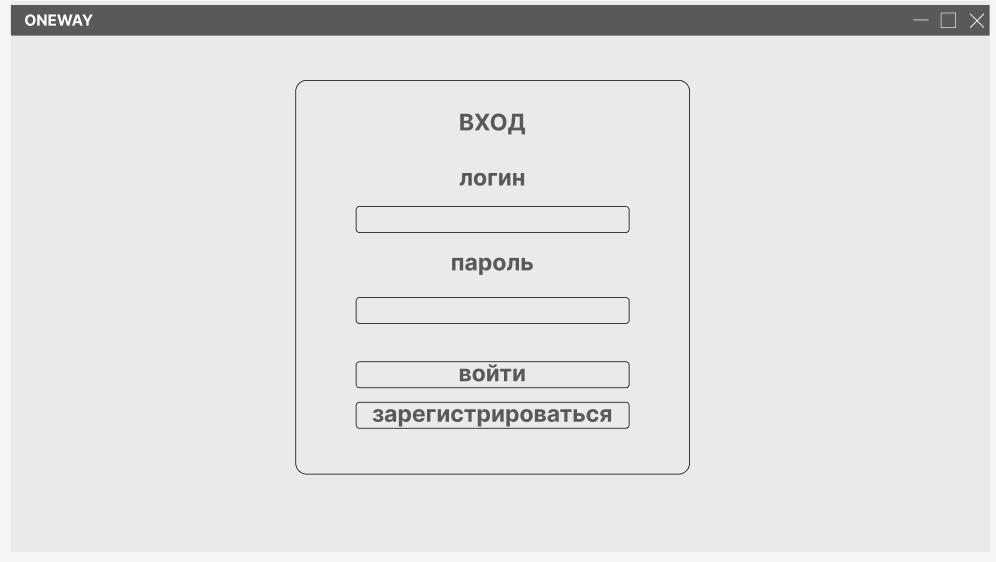 ONEWAY
ВХОД
логин
пароль
войти
зарегистрироваться